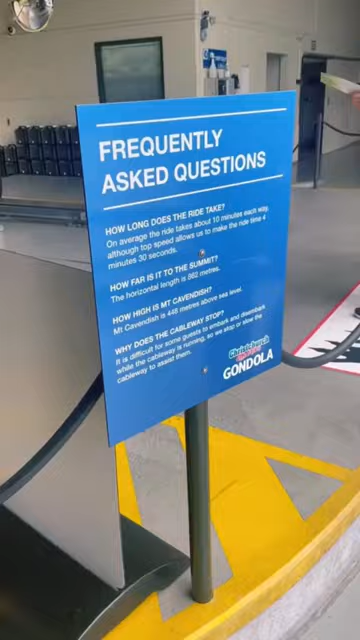 FREQUENTLY
ASKED QUESTIONS
HOW LONG DOES THE RIDE TAKE?
On average the ride takes about 10 minutes each way,
although top speed allows us to make the ride time 4
minutes 30 seconds.
HOW FAR IS IT TO THE SUMMIT?
The horizontal length is 862 metres.
HOW HIGH IS MT CAVENDISH?
Mt Cavendish is 448 metres above sea level.
WHY DOES THE CABLEWAY STOP?
It is difficult for some guests to embark and disembark
while the cableway is running, so we stop or slow the
cableway to assist them.
Christchurch
GONDOLA